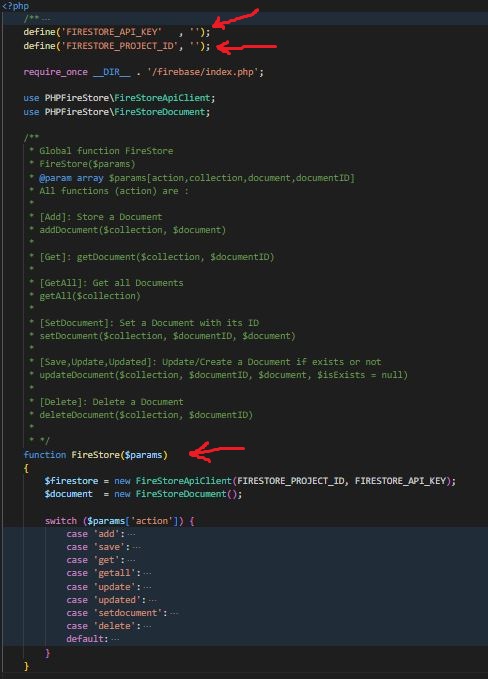 <?php
/** ...
define('FIRESTORE_API_KEY'   , '');
define('FIRESTORE_PROJECT_ID', '');
require_once __DIR__ . '/firebase/index.php';
use PHPFireStore\FireStoreApiClient;
use PHPFireStore\FireStoreDocument;
/**
* Global function FireStore
* FireStore($params)
* @param array $params[action,collection,document,documentID]
* All functions (action) are :
*
* [Add]: Store a Document
* addDocument($collection, $document)
*
* [Get]: getDocument($collection, $documentID)
*
* [GetAll]: Get all Documents
* getAll($collection)
*
* [SetDocument]: Set a Document with its ID
* setDocument($collection, $documentID, $document)
*
* [Save,Update,Updated]: Update/Create a Document if exists or not
* updateDocument($collection, $documentID, $document, $isExists = null)
*
* [Delete]: Delete a Document
* deleteDocument($collection, $documentID)
*
* */
function FireStore($params)
{
$firestore = new FireStoreApiClient(FIRESTORE_PROJECT_ID, FIRESTORE_API_KEY);
$document  = new FireStoreDocument();
switch ($params['action']) {
case 'add': ...
case 'save': ...
case 'get': ...
case 'getall': ...
case 'update': ...
case 'updated': ...
case 'setdocument': ...
case 'delete': ...
default: ...
}
}